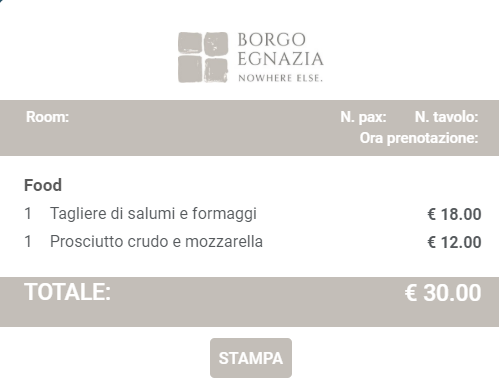 BORGO
EGNAZIA
NOWHERE ELSE.
Room: N. pax: N. tavolo:
Ora prenotazione:
Food
1 Tagliere di salumi e formaggi € 18.00
1 Prosciutto crudo e mozzarella € 12.00
TOTALE: € 30.00
STAMPA